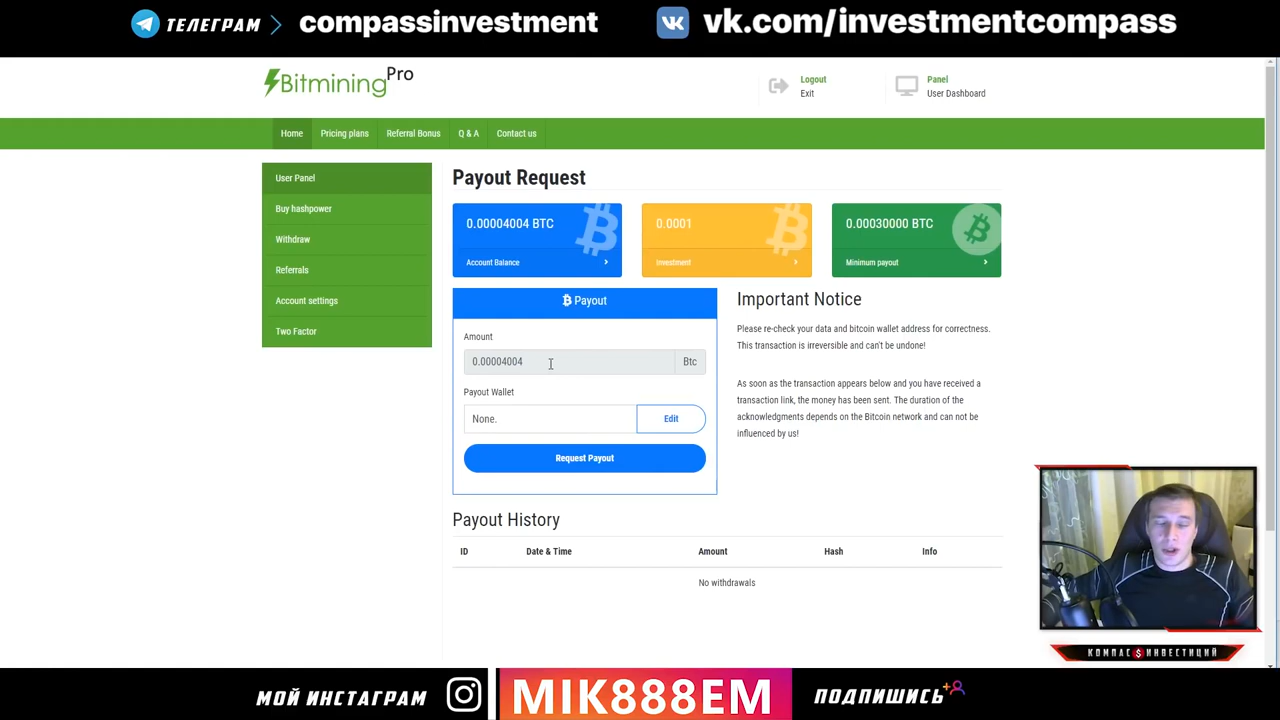 ТЕЛЕГРАМ compassinvestment vk.com/investmentcompass
Bitmining Pro
Logout
Exit
Panel
User Dashboard
Home Pricing plans Referral Bonus Q & A Contact us
User Panel
Buy hashpower
Withdraw
Referrals
Account settings
Two Factor
Payout Request
0.00004004 BTC
Account Balance
0.0001
Investment
0.00030000 BTC
Minimum payout
Payout
Amount
0.00004004 Btc
Payout Wallet
None. Edit
Request Payout
Important Notice
Please re-check your data and bitcoin wallet address for correctness.
This transaction is irreversible and can't be undone!
As soon as the transaction appears below and you have received a
transaction link, the money has been sent. The duration of the
acknowledgments depends on the Bitcoin network and can not be
influenced by us!
Payout History
ID Date & Time Amount Hash Info
No withdrawals
КОМПАС $ ИНВЕСТИЦИЙ
МОЙ ИНСТАГРАМ MIK888EM ПОДПИШИСЬ